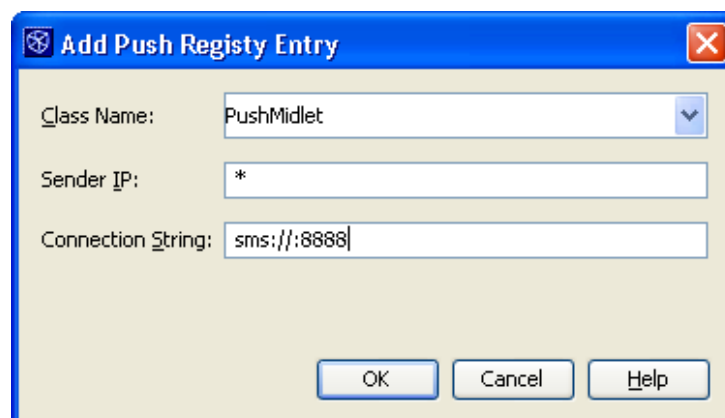 Add Push Registy Entry
Class Name: PushMidlet
Sender IP: *
Connection String: sms://:8888
OK Cancel Help